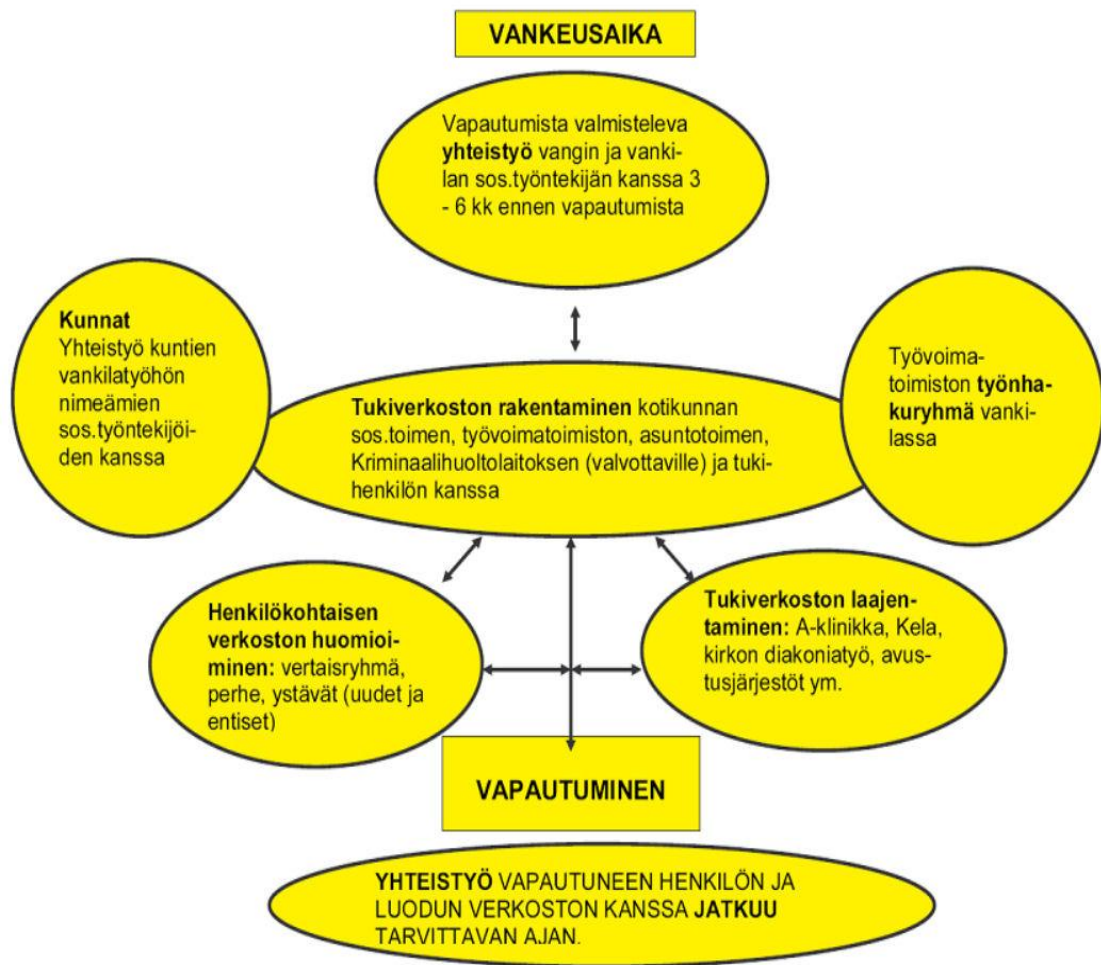 VANKEUSAIKA
Vapautumista valmisteleva
yhteistyö vangin ja vanki-
lan sos.työntekijän kanssa 3
- 6 kk ennen vapautumista
Kunnat
Yhteistyö kuntien
vankilatyöhön
nimeämien
sos.työntekijöi-
den kanssa
Tukiverkoston rakentaminen kotikunnan
sos.toimen, työvoimatoimiston, asuntotoimen,
Kriminaalihuoltolaitoksen (valvottaville) ja tuki-
henkilön kanssa
Työvoima-
toimiston työnha-
kuryhmä vanki-
lassa
Henkilökohtaisen
verkoston huomioi-
minen: vertaisryhmä,
perhe, ystävät (uudet ja
entiset)
Tukiverkoston laajen-
taminen: A-klinikka, Kela,
kirkon diakoniatyö, avus-
tusjärjestöt ym.
VAPAUTUMINEN
YHTEISTYÖ VAPAUTUNEEN HENKILÖN JA
LUODUN VERKOSTON KANSSA JATKUU
TARVITTAVAN AJAN.